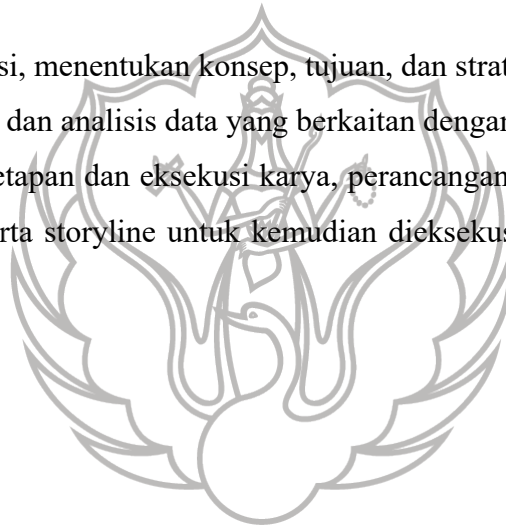 si, menentukan konsep, tujuan, dan strat
dan analisis data yang berkaitan dengan
etapan dan eksekusi karya, perancangan
rta storyline untuk kemudian dieksekus